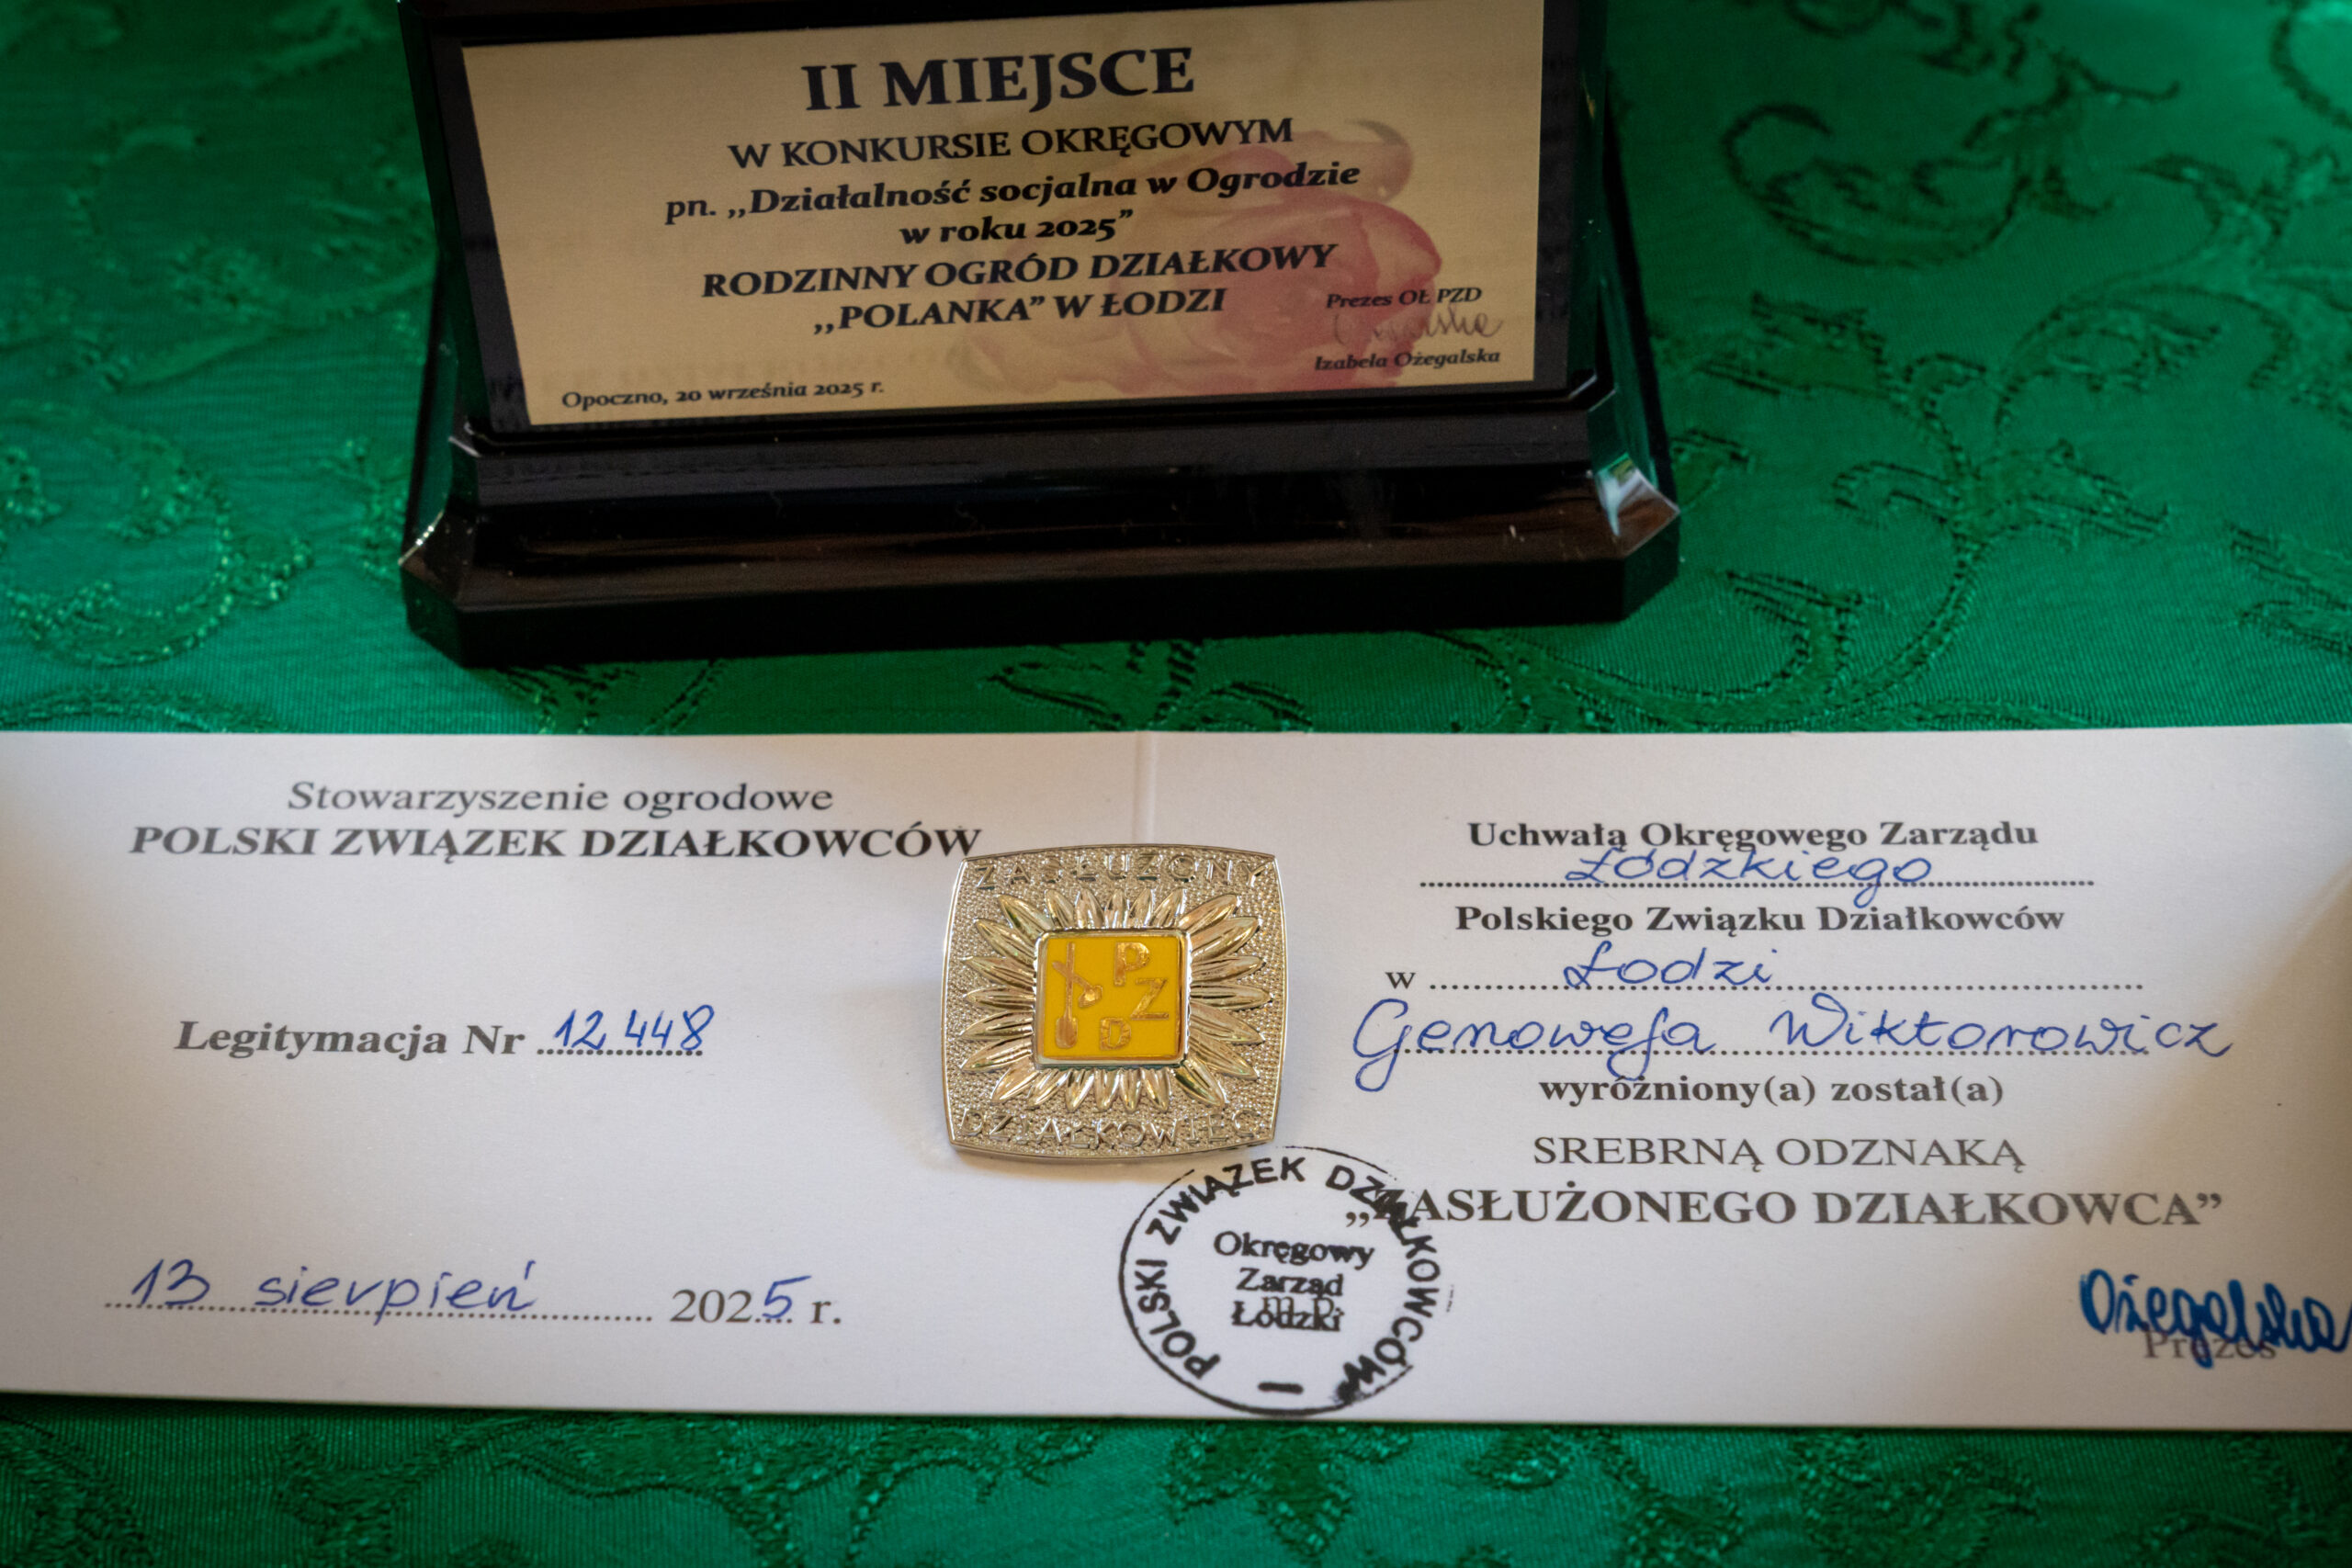 II MIEJSCE
W KONKURSIE OKRĘGOWYM
pn. ,,Działalność socjalna w Ogrodzie
w roku 2025”
RODZINNY OGRÓD DZIAŁKOWY
,,POLANKA” W ŁODZI
Prezes OŁ PZD
Izabela Ożegalska
Opoczno, 20 września 2025 r.
Stowarzyszenie ogrodowe
POLSKI ZWIĄZEK DZIAŁKOWCÓW
Legitymacja Nr 12448
13 sierpień 2025 r.
ZASŁUŻONY
P
Z
D
DZIAŁKOWIEC
Uchwałą Okręgowego Zarządu
Łódzkiego
Polskiego Związku Działkowców
w Łodzi
Genowefa Wiktorowicz
wyróżniony(a) został(a)
SREBRNĄ ODZNAKĄ
„ZASŁUŻONEGO DZIAŁKOWCA”
Ożegalska
Prezes
POLSKI ZWIĄZEK DZIAŁKOWCÓW
Okręgowy
Zarząd
Łódzki